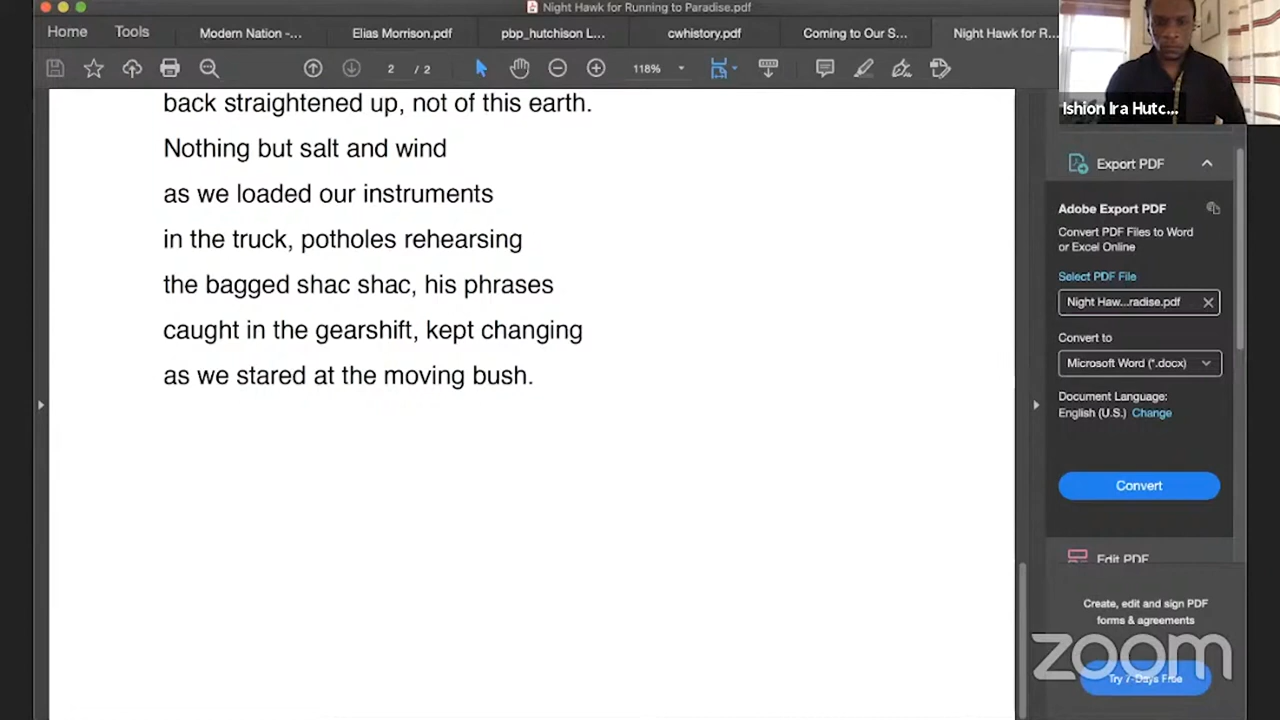 Night Hawk for Running to Paradise.pdf
Home
Tools
Modern Nation -...
Elias Morrison.pdf
pbp_hutchison L...
cwhistory.pdf
Coming to Our S...
Night Hawk for R...
2 / 2
118%
Ishion Ira Hutc...
back straightened up, not of this earth.
Nothing but salt and wind
as we loaded our instruments
in the truck, potholes rehearsing
the bagged shac shac, his phrases
caught in the gearshift, kept changing
as we stared at the moving bush.
Export PDF
Adobe Export PDF
Convert PDF Files to Word
or Excel Online
Select PDF File
Night Haw...radise.pdf
Convert to
Microsoft Word (*.docx)
Document Language:
English (U.S.) Change
Convert
Edit PDF
Create, edit and sign PDF
forms & agreements
Try 7-Days Free
zoom